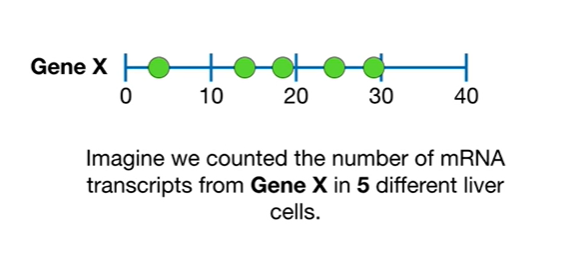 Gene X
0 10 20 30 40
Imagine we counted the number of mRNA
transcripts from Gene X in 5 different liver
cells.